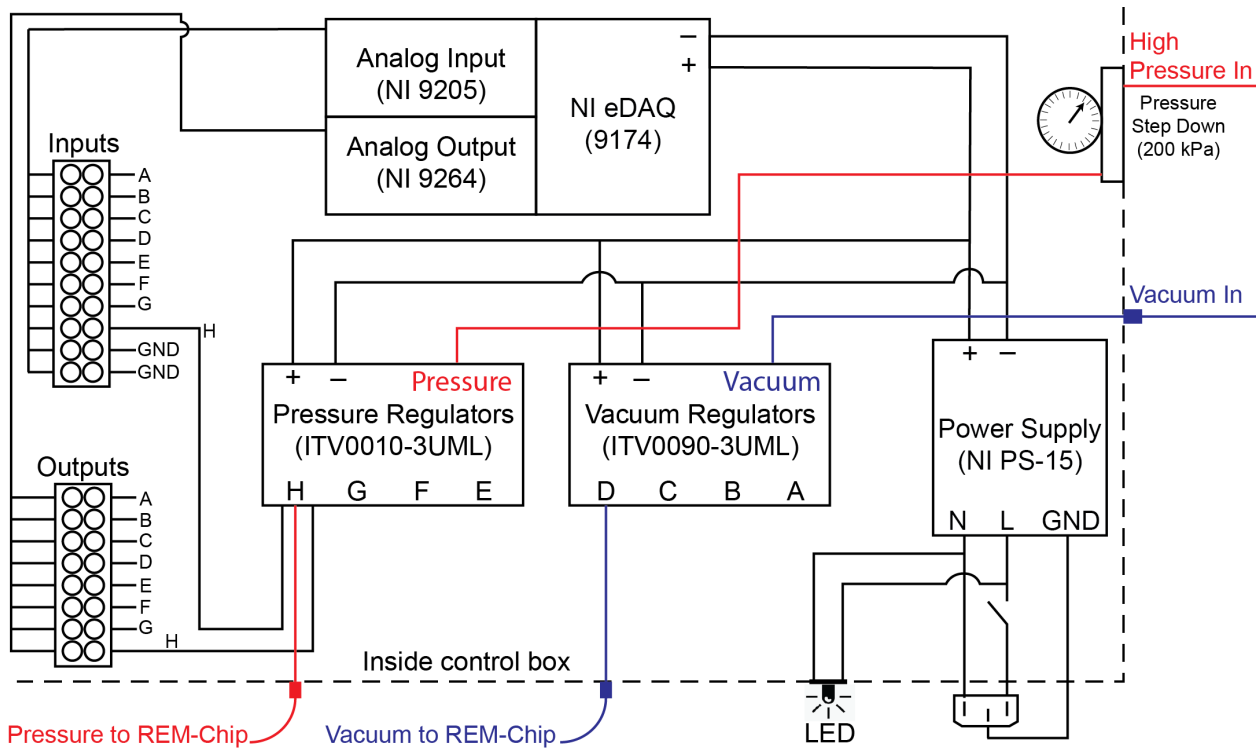 Analog Input
(NI 9205)
Analog Output
(NI 9264)
NI eDAQ
(9174)
−
+
High
Pressure In
Pressure
Step Down
(200 kPa)
Vacuum In
Inputs
A
B
C
D
E
F
G
H
GND
GND
Outputs
A
B
C
D
E
F
G
H
+ − Pressure
Pressure Regulators
(ITV0010-3UML)
H G F E
+ − Vacuum
Vacuum Regulators
(ITV0090-3UML)
D C B A
+ −
Power Supply
(NI PS-15)
N L GND
Inside control box
LED
Pressure to REM-Chip
Vacuum to REM-Chip